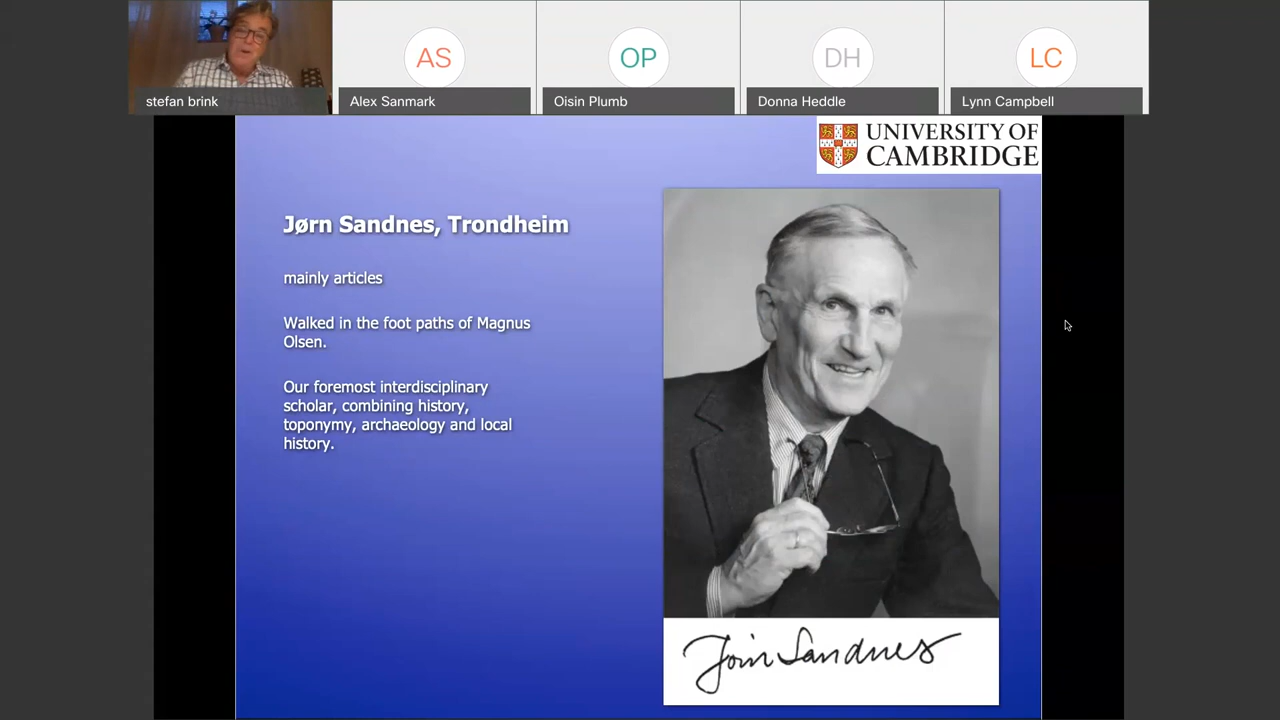 AS
OP
DH
LC
stefan brink
Alex Sanmark
Oisin Plumb
Donna Heddle
Lynn Campbell
UNIVERSITY OF
CAMBRIDGE
Jørn Sandnes, Trondheim
mainly articles
Walked in the foot paths of Magnus
Olsen.
Our foremost interdisciplinary
scholar, combining history,
toponymy, archaeology and local
history.
Jørn Sandnes